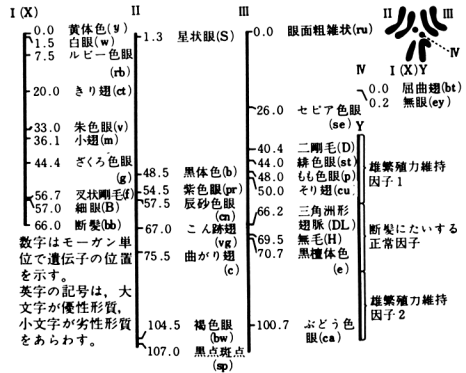 I(X)
0.0 黄体色(y)
1.5 白眼(w)
7.5 ルビー色眼
(rb)
20.0 きり翅(ct)
33.0 朱色眼(v)
36.1 小翅(m)
44.4 ざくろ色眼
(g)
56.7 叉状剛毛(f)
57.0 細眼(B)
66.0 断髪(bb)
数字はモーガン単
位で遺伝子の位置
を示す。
英字の記号は，大
文字が優性形質，
小文字が劣性形質
をあらわす。
II
1.3 星状眼(S)
48.5 黒体色(b)
54.5 紫色眼(pr)
57.5 辰砂色眼
(cn)
67.0 こん跡翅
(vg)
75.5 曲がり翅
(c)
104.5 褐色眼
(bw)
107.0 黒点斑点
(sp)
III
0.0 眼面粗雑状(ru)
26.0 セピア色眼
(se)
40.4 二剛毛(D)
44.0 緋色眼(st)
48.0 もも色眼(p)
50.0 そり翅(cu)
66.2 三角洲形
翅脈(DL)
69.5 無毛(H)
70.7 黒檀体色
(e)
100.7 ぶどう色
眼(ca)
II III
IV
I(X)Y
IV
0.0 屈曲翅(bt)
0.2 無眼(ey)
Y
雄繁殖力維持
因子1
断髪にたいする
正常因子
雄繁殖力維持
因子2